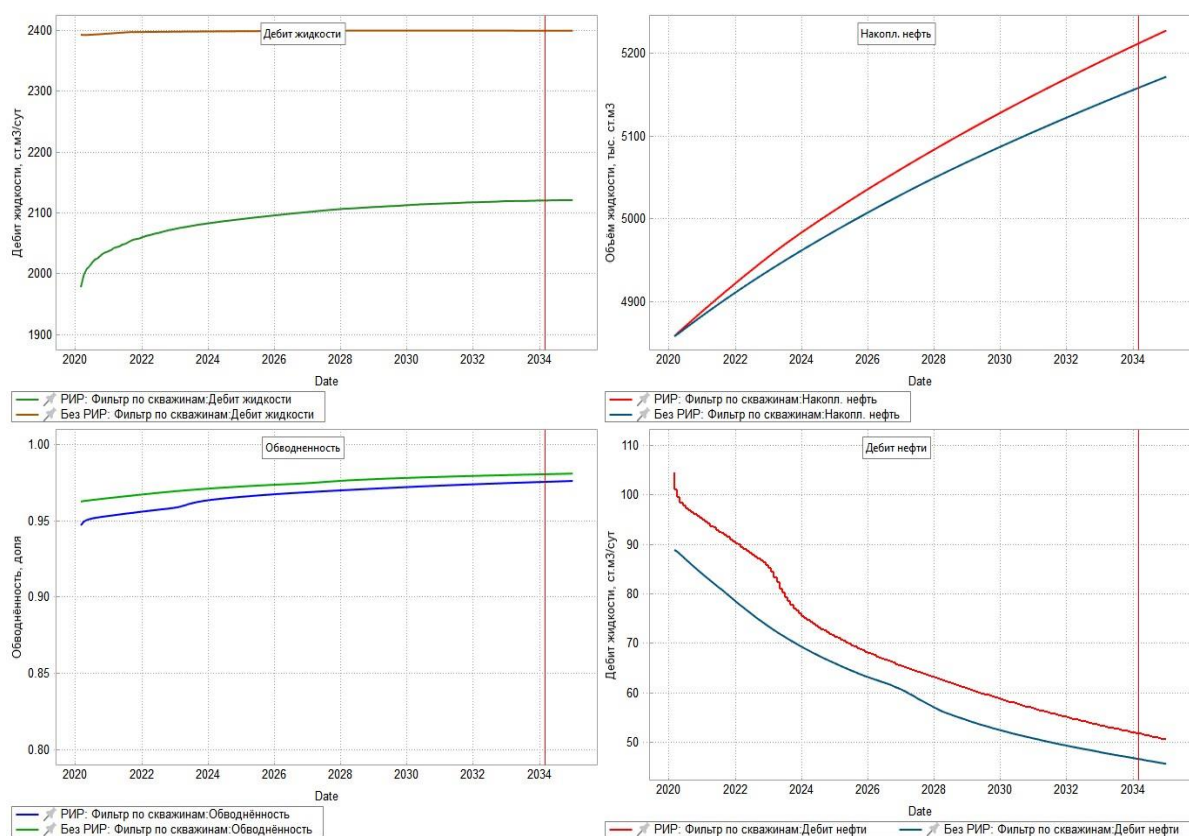 Дебит жидкости
Дебит жидкости, ст.м3/сут
2400
2300
2200
2100
2000
1900
2020 2022 2024 2026 2028 2030 2032 2034
Date
РИР: Фильтр по скважинам:Дебит жидкости
Без РИР: Фильтр по скважинам:Дебит жидкости
Накопл. нефть
Объём жидкости, тыс. ст.м3
5200
5100
5000
4900
2020 2022 2024 2026 2028 2030 2032 2034
Date
РИР: Фильтр по скважинам:Накопл. нефть
Без РИР: Фильтр по скважинам:Накопл. нефть
Обводненность
Обводнённость, доля
1.00
0.95
0.90
0.85
0.80
2020 2022 2024 2026 2028 2030 2032 2034
Date
РИР: Фильтр по скважинам:Обводнённость
Без РИР: Фильтр по скважинам:Обводнённость
Дебит нефти
Дебит жидкости, ст.м3/сут
110
100
90
80
70
60
50
2020 2022 2024 2026 2028 2030 2032 2034
Date
РИР: Фильтр по скважинам:Дебит нефти Без РИР: Фильтр по скважинам:Дебит нефти